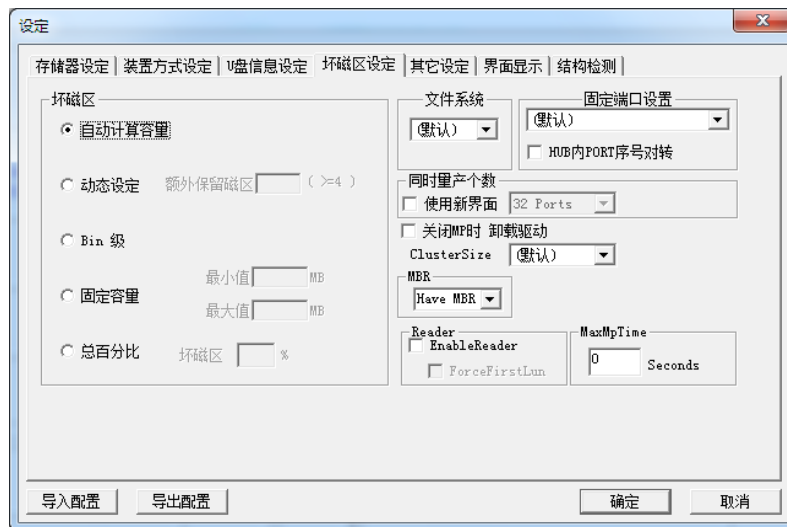 设定
存储器设定 装置方式设定 U盘信息设定 坏磁区设定 其它设定 界面显示 结构检测
坏磁区
自动计算容量
动态设定 额外保留磁区 ( >=4 )
Bin 级
固定容量 最小值 MB
最大值 MB
总百分比 坏磁区 %
文件系统
(默认)
固定端口设置
(默认)
HUB内PORT序号对转
同时量产个数
使用新界面 32 Ports
关闭MP时 卸载驱动
ClusterSize (默认)
MBR
Have MBR
Reader
EnableReader
ForceFirstLun
MaxMpTime
0 Seconds
导入配置 导出配置 确定 取消